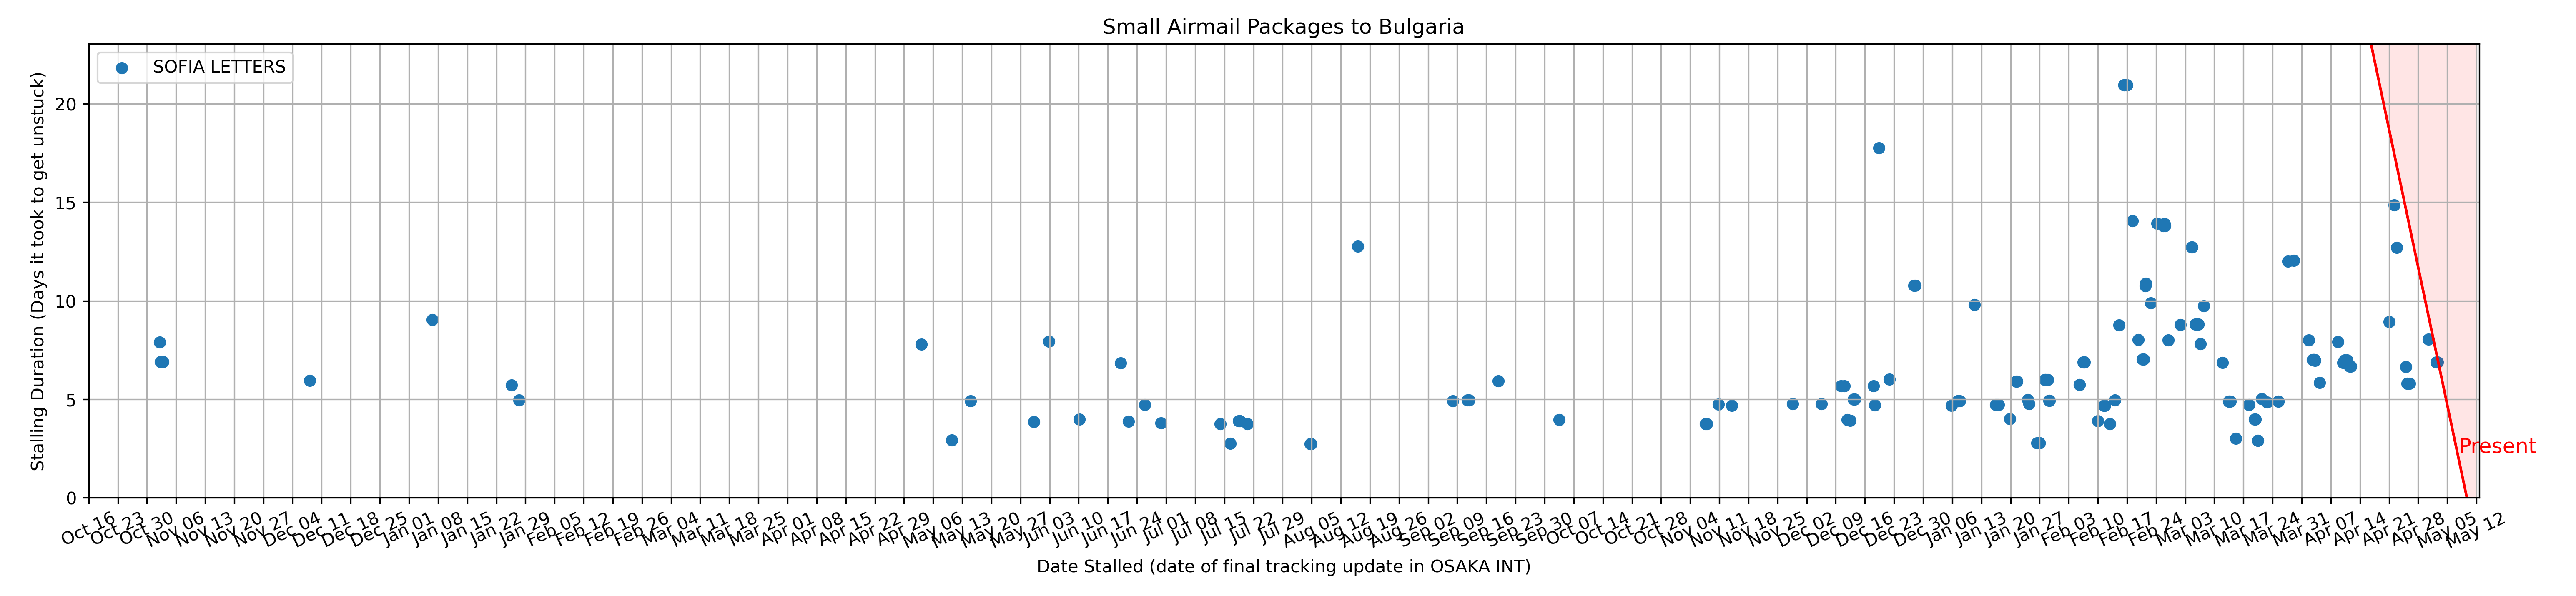 Small Airmail Packages to Bulgaria
SOFIA LETTERS
Stalling Duration (Days it took to get unstuck)
20
15
10
5
0
Present
Oct 16
Oct 23
Oct 30
Nov 06
Nov 13
Nov 20
Nov 27
Dec 04
Dec 11
Dec 18
Dec 25
Jan 01
Jan 08
Jan 15
Jan 22
Jan 29
Feb 05
Feb 12
Feb 19
Feb 26
Mar 04
Mar 11
Mar 18
Mar 25
Apr 01
Apr 08
Apr 15
Apr 22
Apr 29
May 06
May 13
May 20
May 27
Jun 03
Jun 10
Jun 17
Jun 24
Jul 01
Jul 08
Jul 15
Jul 22
Jul 29
Aug 05
Aug 12
Aug 19
Aug 26
Sep 02
Sep 09
Sep 16
Sep 23
Sep 30
Oct 07
Oct 14
Oct 21
Oct 28
Nov 04
Nov 11
Nov 18
Nov 25
Dec 02
Dec 09
Dec 16
Dec 23
Dec 30
Jan 06
Jan 13
Jan 20
Jan 27
Feb 03
Feb 10
Feb 17
Feb 24
Mar 03
Mar 10
Mar 17
Mar 24
Mar 31
Apr 07
Apr 14
Apr 21
Apr 28
May 05
May 12
Date Stalled (date of final tracking update in OSAKA INT)